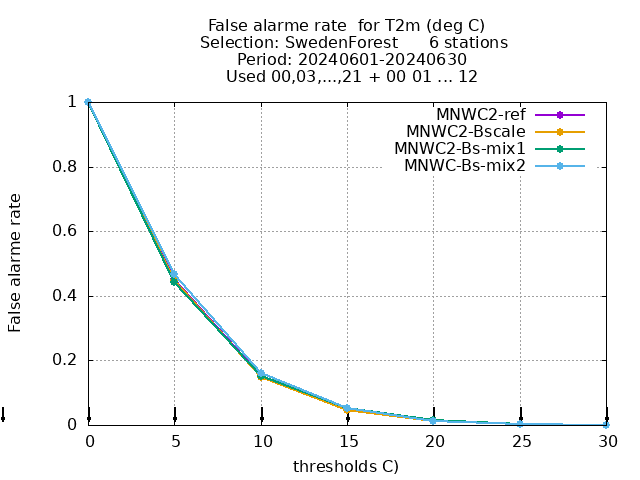 False alarme rate  for T2m (deg C)
Selection: SwedenForest      6 stations
Period: 20240601-20240630
Used 00,03,...,21 + 00 01 ... 12
MNWC2-ref
MNWC2-Bscale
MNWC2-Bs-mix1
MNWC-Bs-mix2
False alarme rate
1
0.8
0.6
0.4
0.2
0
0 5 10 15 20 25 30
thresholds C)